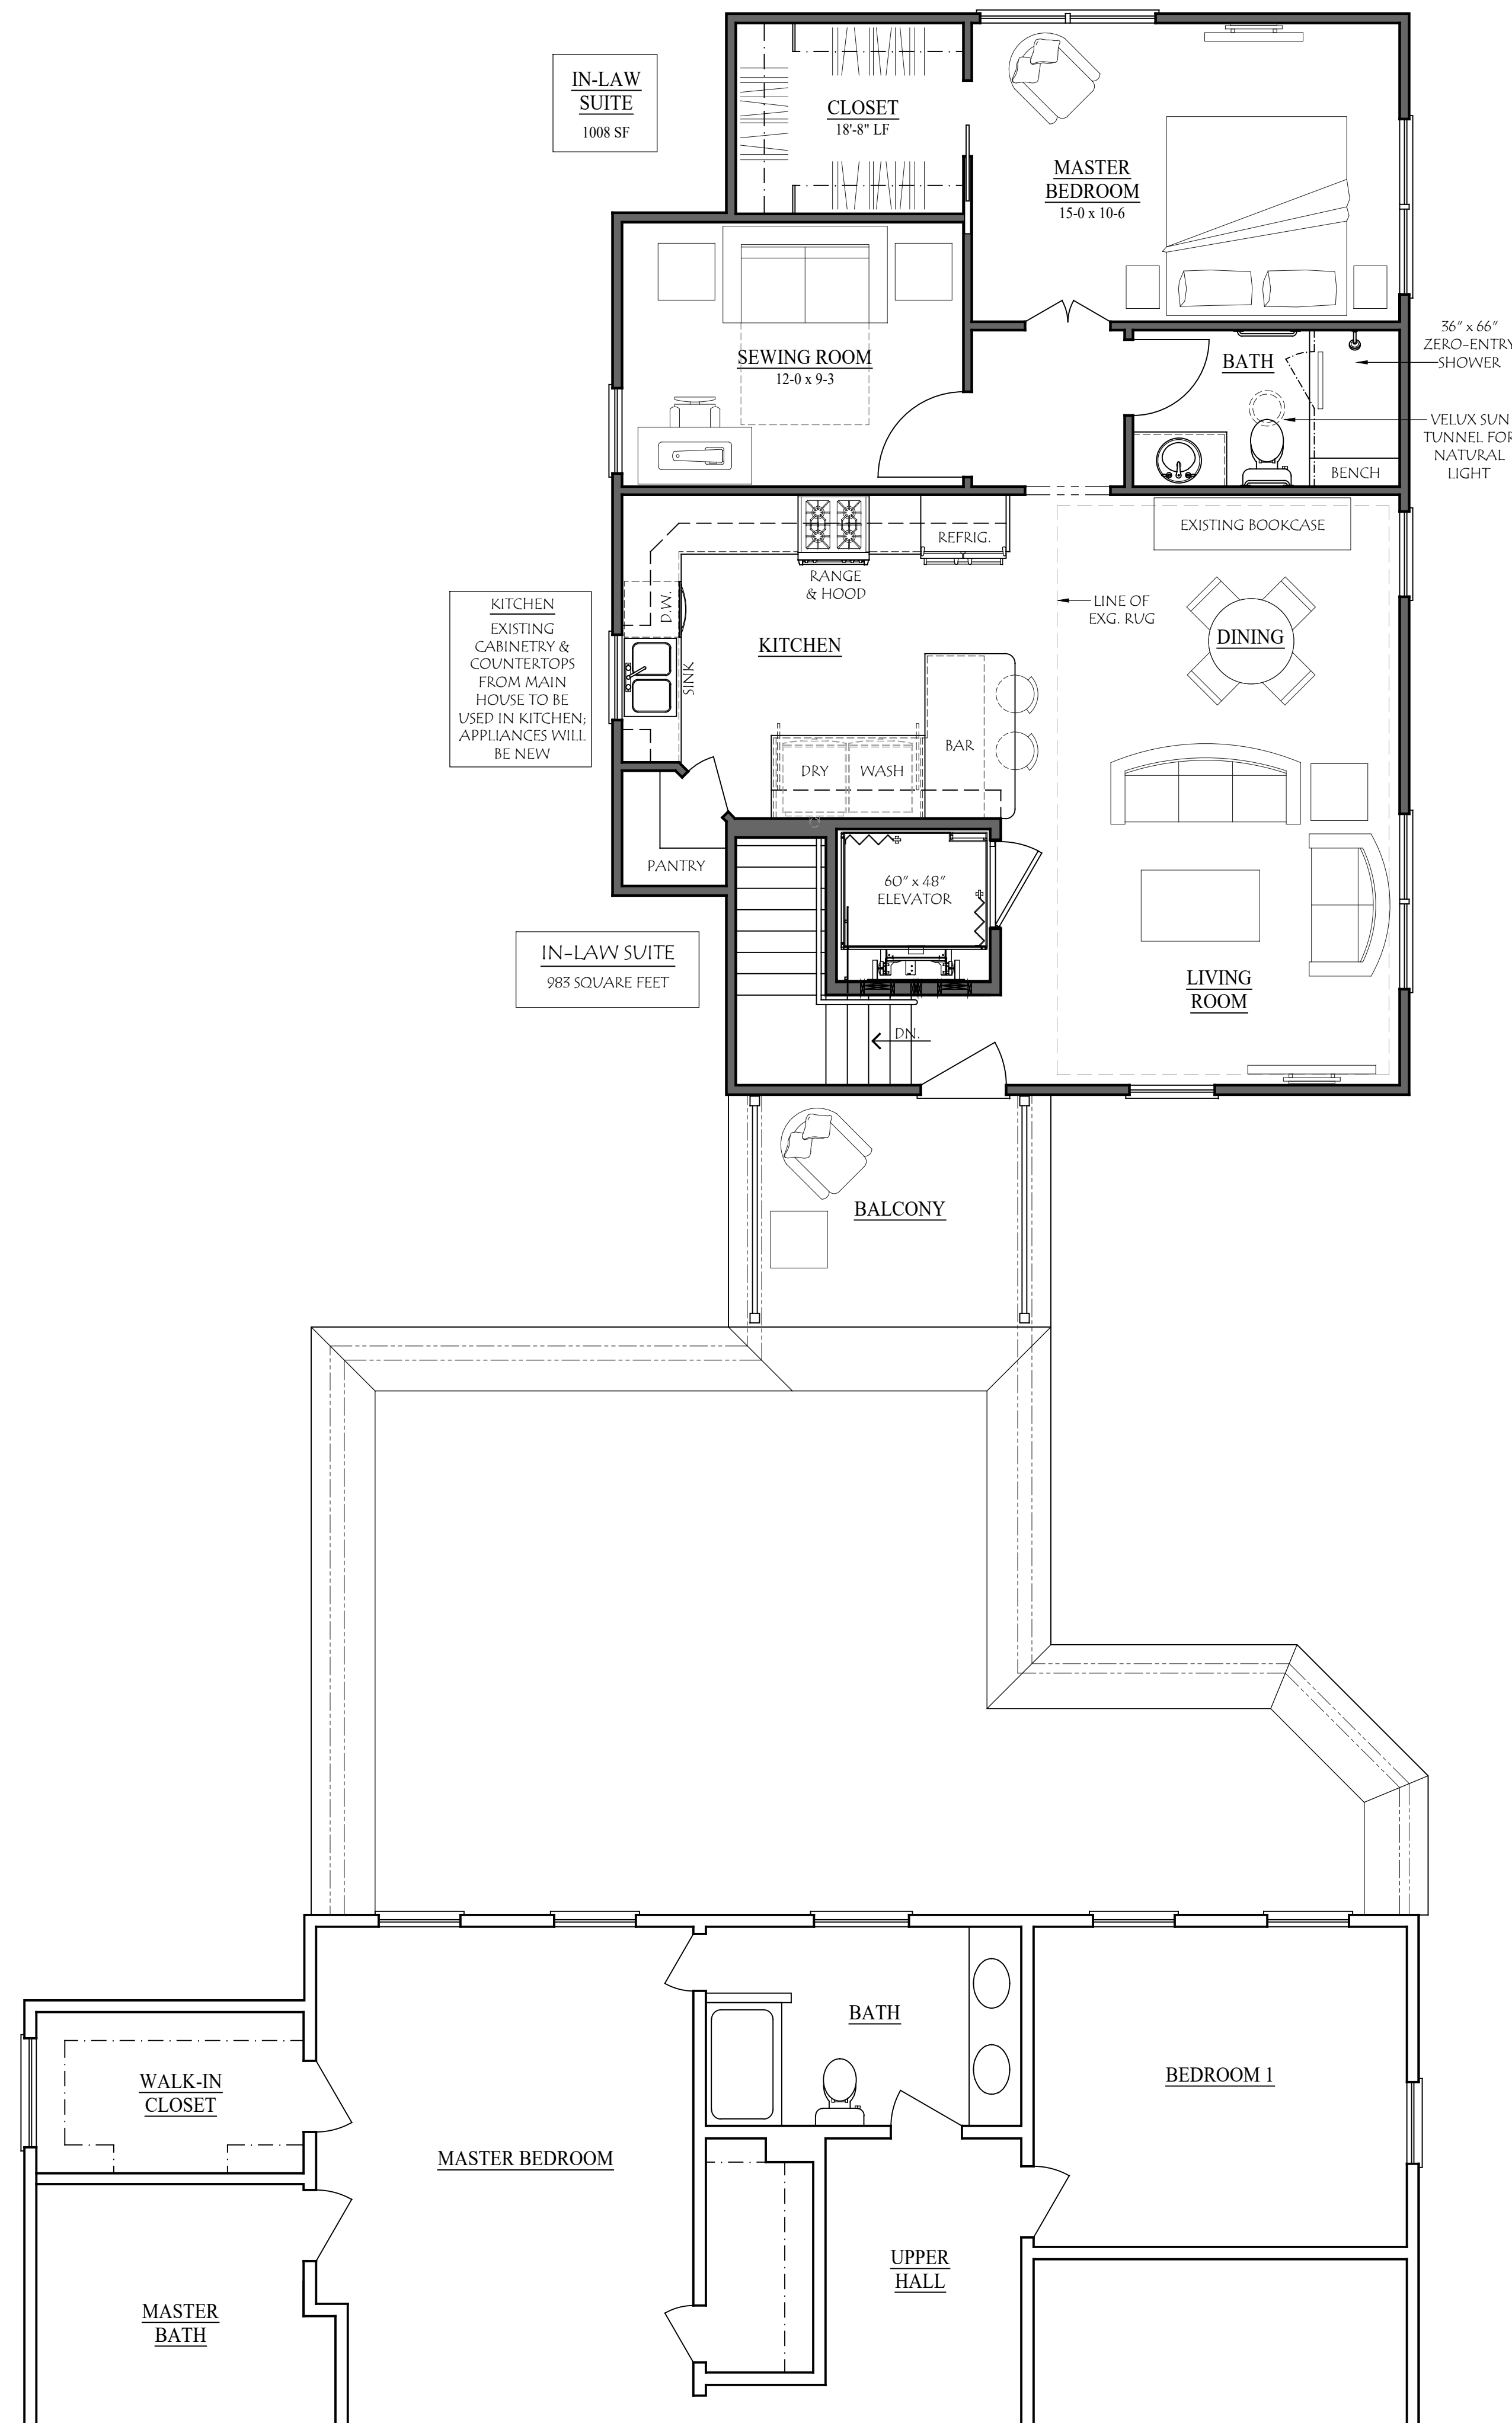 IN-LAW
SUITE
1008 SF
CLOSET
18'-8" LF
MASTER
BEDROOM
15-0 x 10-6
SEWING ROOM
12-0 x 9-3
BATH
36" x 66"
ZERO-ENTRY
SHOWER
VELUX SUN
TUNNEL FOR
NATURAL
LIGHT
BENCH
EXISTING BOOKCASE
REFRIG.
RANGE
& HOOD
D.W.
SINK
KITCHEN
LINE OF
EXG. RUG
DINING
KITCHEN
EXISTING
CABINETRY &
COUNTERTOPS
FROM MAIN
HOUSE TO BE
USED IN KITCHEN;
APPLIANCES WILL
BE NEW
BAR
DRY
WASH
PANTRY
60" x 48"
ELEVATOR
IN-LAW SUITE
983 SQUARE FEET
LIVING
ROOM
DN.
BALCONY
BATH
WALK-IN
CLOSET
BEDROOM 1
MASTER BEDROOM
UPPER
HALL
MASTER
BATH